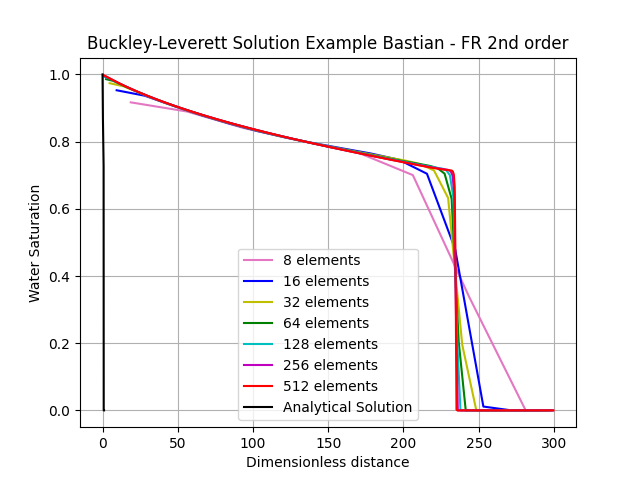 Buckley-Leverett Solution Example Bastian - FR 2nd order
Water Saturation
1.0
0.8
0.6
0.4
0.2
0.0
8 elements
16 elements
32 elements
64 elements
128 elements
256 elements
512 elements
Analytical Solution
0
50
100
150
200
250
300
Dimensionless distance